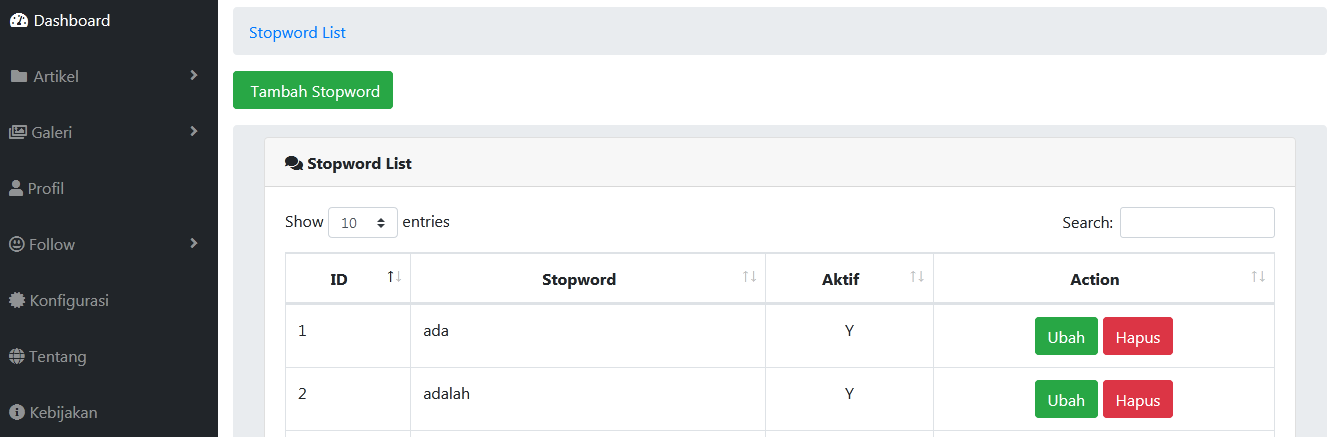 Dashboard
Artikel
Galeri
Profil
Follow
Konfigurasi
Tentang
Kebijakan
Stopword List
Tambah Stopword
Stopword List
Show 10 entries
Search:
ID Stopword Aktif Action
1 ada Y Ubah Hapus
2 adalah Y Ubah Hapus